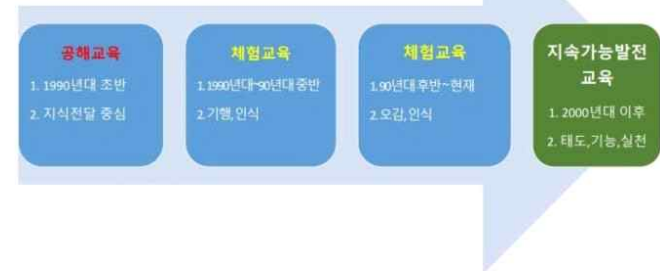 공해교육
1. 1990년대 초반
2. 지식전달 중심
체험교육
1.1990년대~90년대 중반
2.기행,인식
체험교육
1.90년대 후반~현재
2.오감,인식
지속가능발전
교육
1. 2000년대 이후
2. 태도,기능,실천